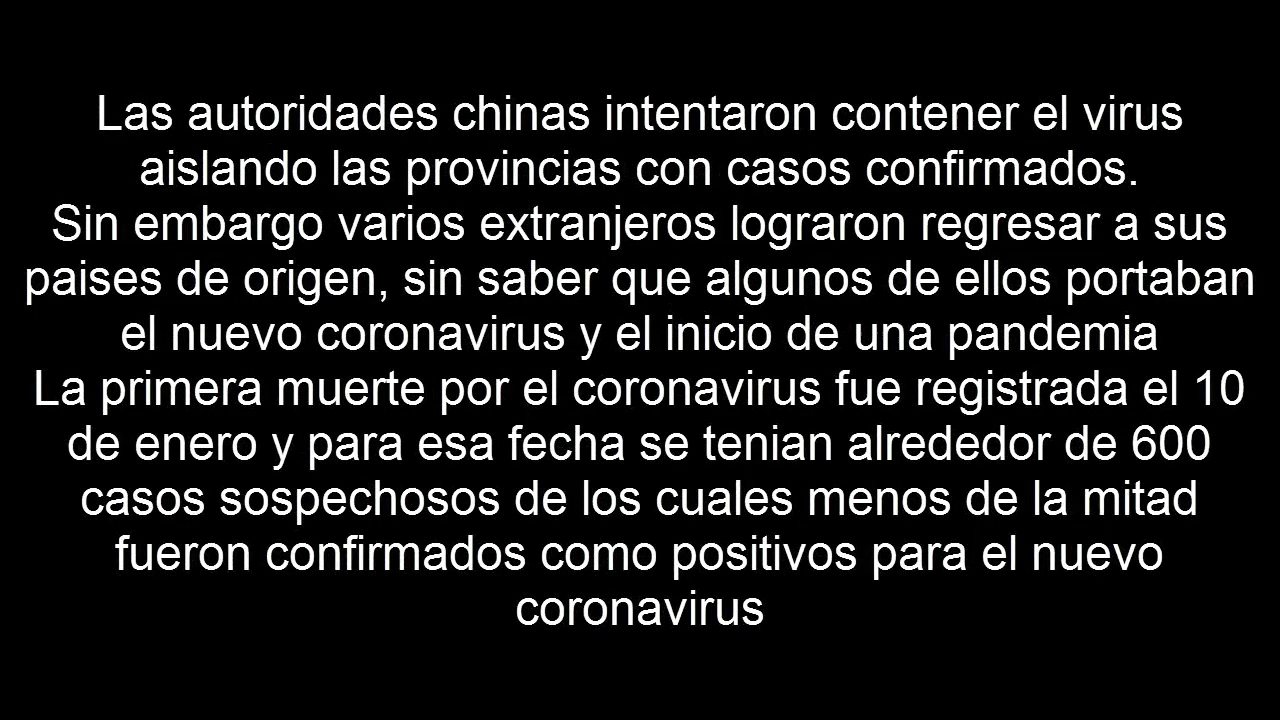 Las autoridades chinas intentaron contener el virus
aislando las provincias con casos confirmados.
Sin embargo varios extranjeros lograron regresar a sus
paises de origen, sin saber que algunos de ellos portaban
el nuevo coronavirus y el inicio de una pandemia
La primera muerte por el coronavirus fue registrada el 10
de enero y para esa fecha se tenian alrededor de 600
casos sospechosos de los cuales menos de la mitad
fueron confirmados como positivos para el nuevo
coronavirus